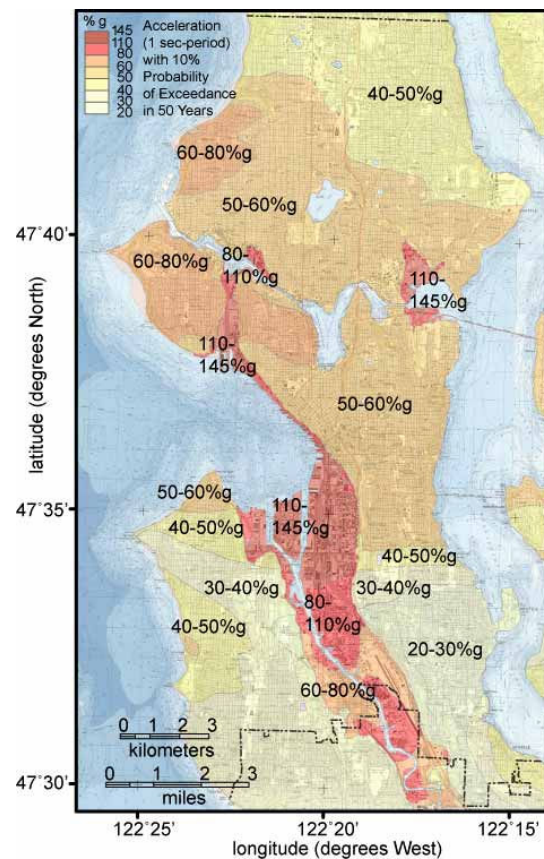 % g
145
110
80
60
50
40
30
20
Acceleration
(1 sec-period)
with 10%
Probability
of Exceedance
in 50 Years
40-50%g
60-80%g
50-60%g
47°40'
60-80%g
80-
110%g
110-
145%g
110-
145%g
50-60%g
latitude (degrees North)
47°35'
50-60%g
110-
145%g
40-50%g
40-50%g
30-40%g
30-40%g
80-
110%g
40-50%g
20-30%g
60-80%g
0 1 2 3
kilometers
0 1 2 3
miles
47°30'
122°25'
122°20'
122°15'
longitude (degrees West)